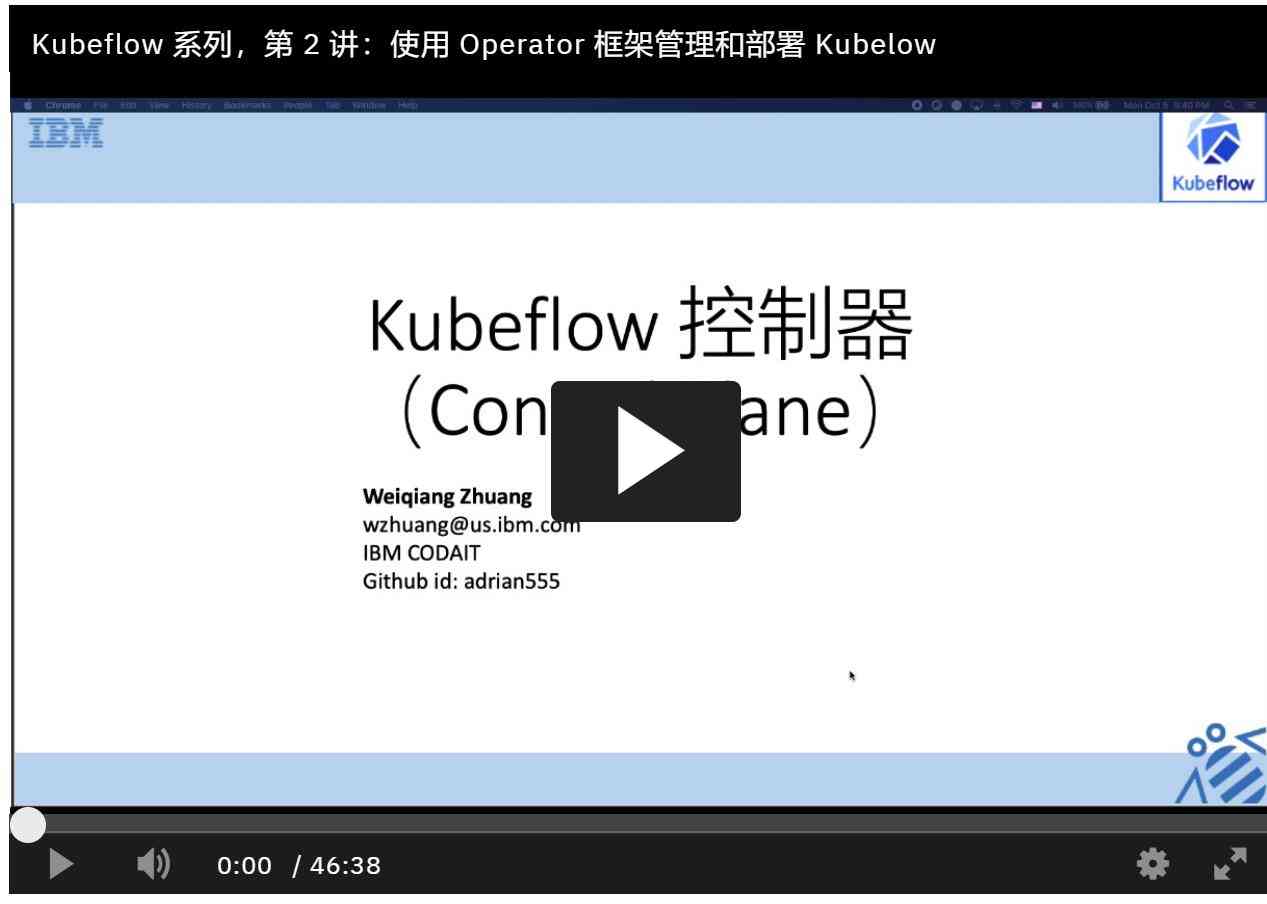 Kubeflow 系列，第 2 讲：使用 Operator 框架管理和部署 Kubelow
Chrome File Edit View History Bookmarks People Tab Window Help
100% Mon Oct 5 9:40 PM
IBM
Kubeflow
Kubeflow 控制器
（Con ane）
Weiqiang Zhuang
wzhuang@us.ibm.com
IBM CODAIT
Github id: adrian555
0:00 / 46:38